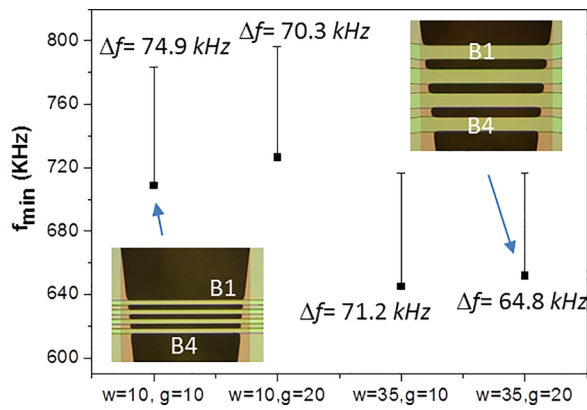 f_min (KHz)
800
760
720
680
640
600
Δf= 74.9 kHz
Δf= 70.3 kHz
B1
B4
B1
B4
Δf= 71.2 kHz
Δf= 64.8 kHz
w=10, g=10
w=10,g=20
w=35,g=10
w=35,g=20